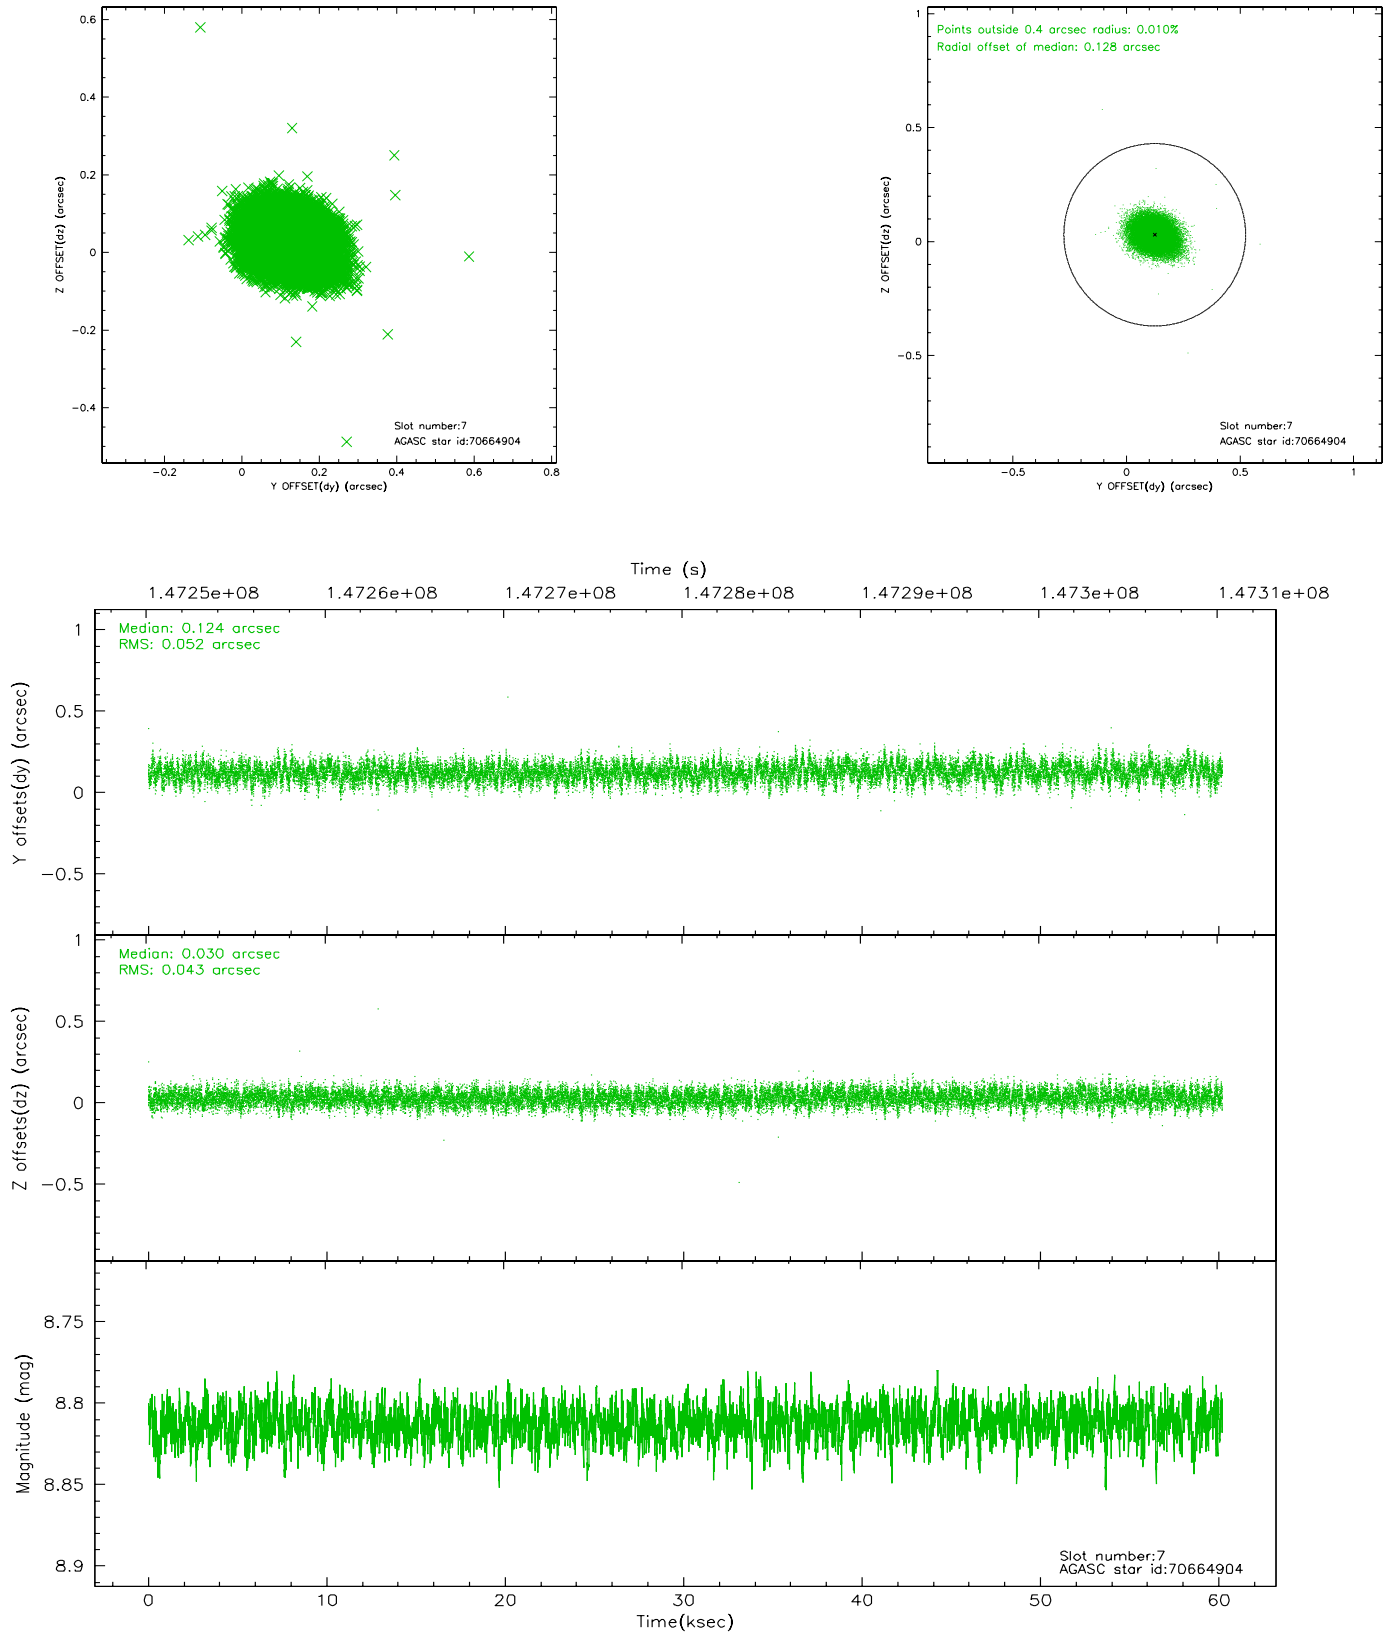 0.6
0.4
0.2
0
−0.2
−0.4
Z OFFSET(dz) (arcsec)
Slot number:7
AGASC star id:70664904
−0.2 0 0.2 0.4 0.6 0.8
Y OFFSET(dy) (arcsec)
Points outside 0.4 arcsec radius: 0.010%
Radial offset of median: 0.128 arcsec
1
0.5
0
−0.5
Z OFFSET(dz) (arcsec)
Slot number:7
AGASC star id:70664904
−0.5 0 0.5 1
Y OFFSET(dy) (arcsec)
Time (s)
1.4725e+08 1.4726e+08 1.4727e+08 1.4728e+08 1.4729e+08 1.473e+08 1.4731e+08
Median: 0.124 arcsec
RMS: 0.052 arcsec
1
0.5
0
−0.5
Y offsets(dy) (arcsec)
Median: 0.030 arcsec
RMS: 0.043 arcsec
1
0.5
0
−0.5
Z offsets(dz) (arcsec)
8.75
8.8
8.85
8.9
Magnitude (mag)
Slot number:7
AGASC star id:70664904
0 10 20 30 40 50 60
Time(ksec)